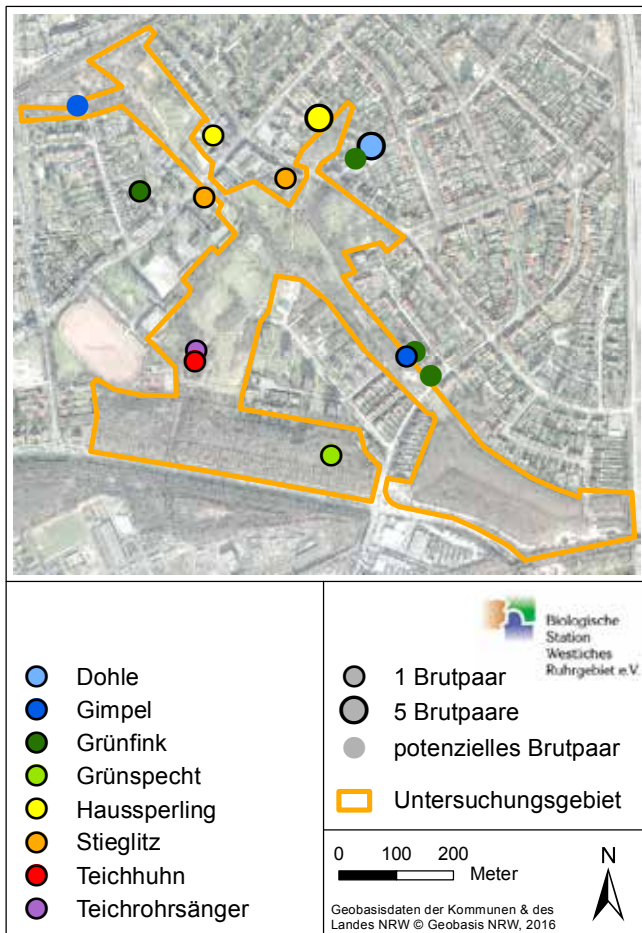 Dohle
Gimpel
Grünfink
Grünspecht
Haussperling
Stieglitz
Teichhuhn
Teichrohrsänger
Biologische
Station
Westliches
Ruhrgebiet e.V.
1 Brutpaar
5 Brutpaare
potenzielles Brutpaar
Untersuchungsgebiet
0 100 200
Meter
N
Geobasisdaten der Kommunen & des
Landes NRW © Geobasis NRW, 2016